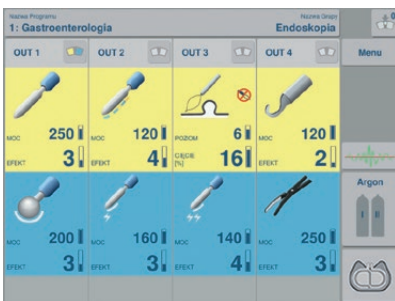 Nazwa Programu
Nazwa Grupy
1: Gastroenterologia
Endoskopia
OUT 1
OUT 2
OUT 3
OUT 4
Menu
MOC 250
MOC 120
POZIOM 6
MOC 120
EFEKT 3
EFEKT 4
CIĘCIE [%] 16
EFEKT 2
Argon
I II
MOC 200
MOC 160
MOC 140
MOC 250
EFEKT 3
EFEKT 3
EFEKT 4
EFEKT 3